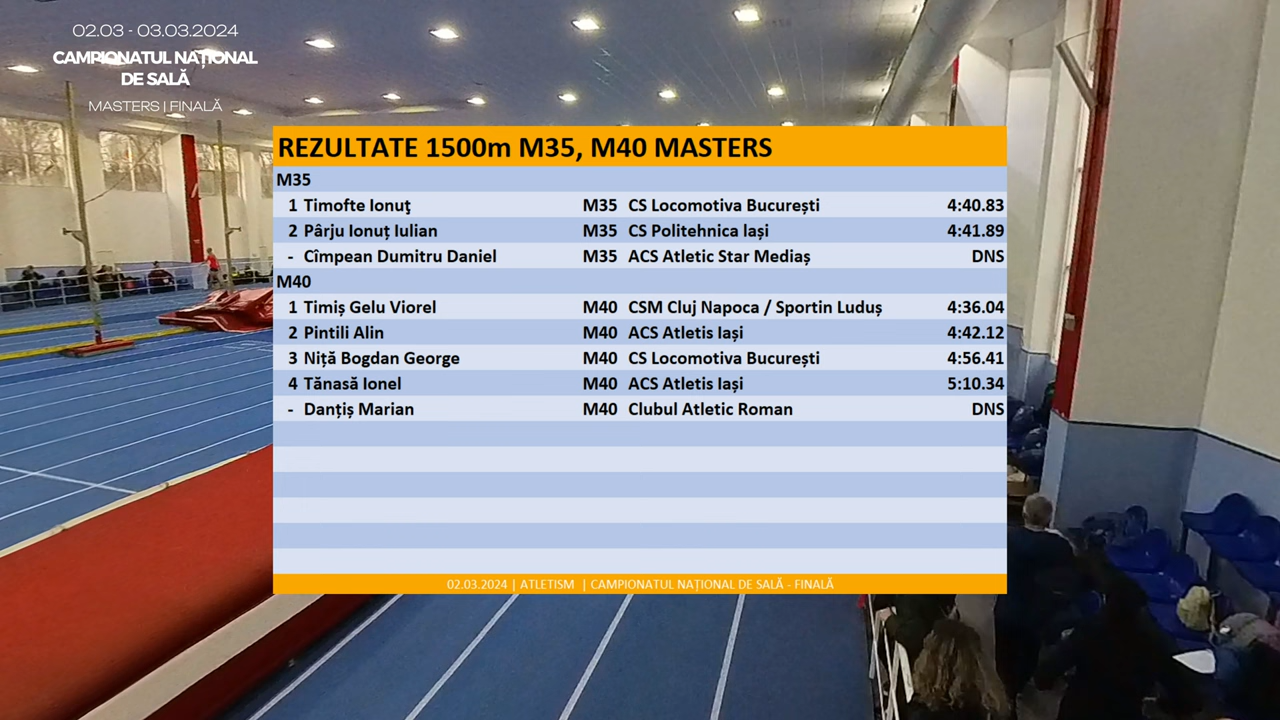 02.03 - 03.03.2024
CAMPIONATUL NAȚIONAL
DE SALĂ
MASTERS | FINALĂ
REZULTATE 1500m M35, M40 MASTERS
M35
1 Timofte Ionuţ M35 CS Locomotiva București 4:40.83
2 Pârju Ionuț Iulian M35 CS Politehnica Iași 4:41.89
- Cîmpean Dumitru Daniel M35 ACS Atletic Star Mediaș DNS
M40
1 Timiș Gelu Viorel M40 CSM Cluj Napoca / Sportin Luduș 4:36.04
2 Pintili Alin M40 ACS Atletis Iași 4:42.12
3 Niță Bogdan George M40 CS Locomotiva București 4:56.41
4 Tănasă Ionel M40 ACS Atletis Iași 5:10.34
- Danțiș Marian M40 Clubul Atletic Roman DNS
02.03.2024 | ATLETISM | CAMPIONATUL NAȚIONAL DE SALĂ - FINALĂ